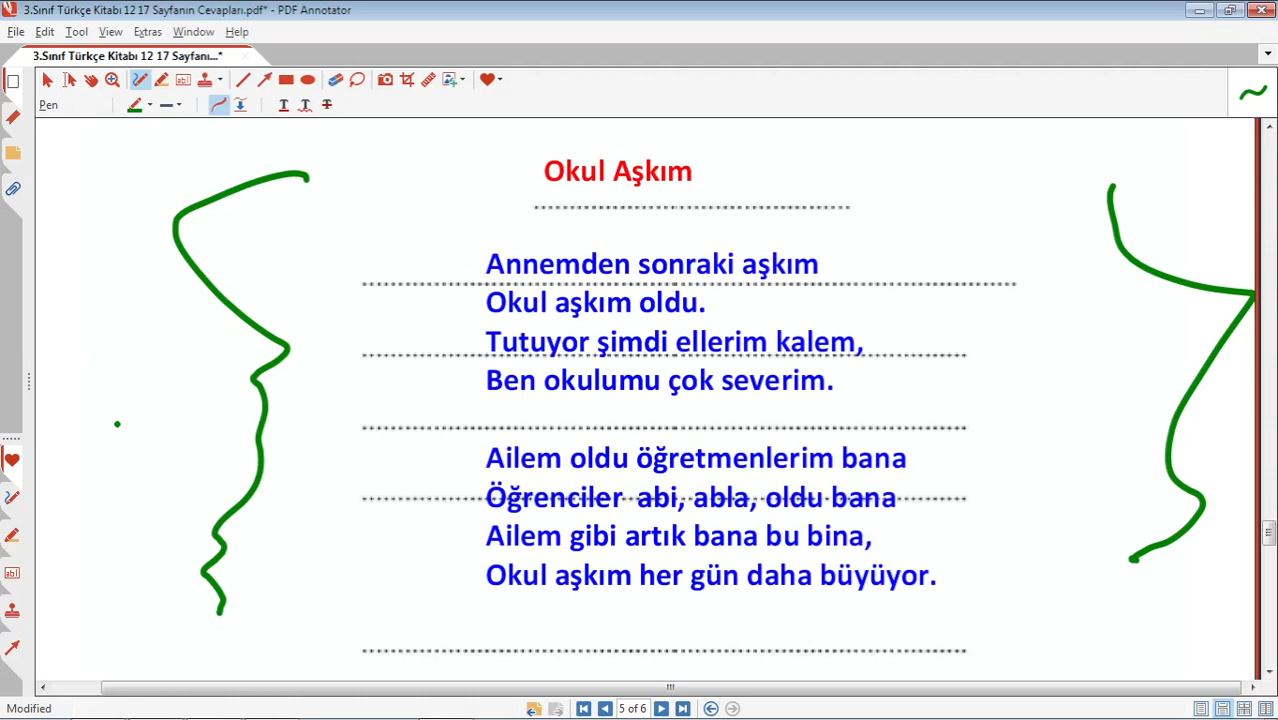 3.Sınıf Türkçe Kitabı 12 17 Sayfanın Cevapları.pdf* - PDF Annotator
File Edit View Tool Extras Window Help
3.Sınıf Türkçe Kitabı 12 17 Sayfanı...*
Pen
Okul Aşkım
Annemden sonraki aşkım
Okul aşkım oldu.
Tutuyor şimdi ellerim kalem,
Ben okulumu çok severim.
Ailem oldu öğretmenlerim bana
Öğrenciler abi, abla, oldu bana
Ailem gibi artık bana bu bina,
Okul aşkım her gün daha büyüyor.
Modified
5 of 6